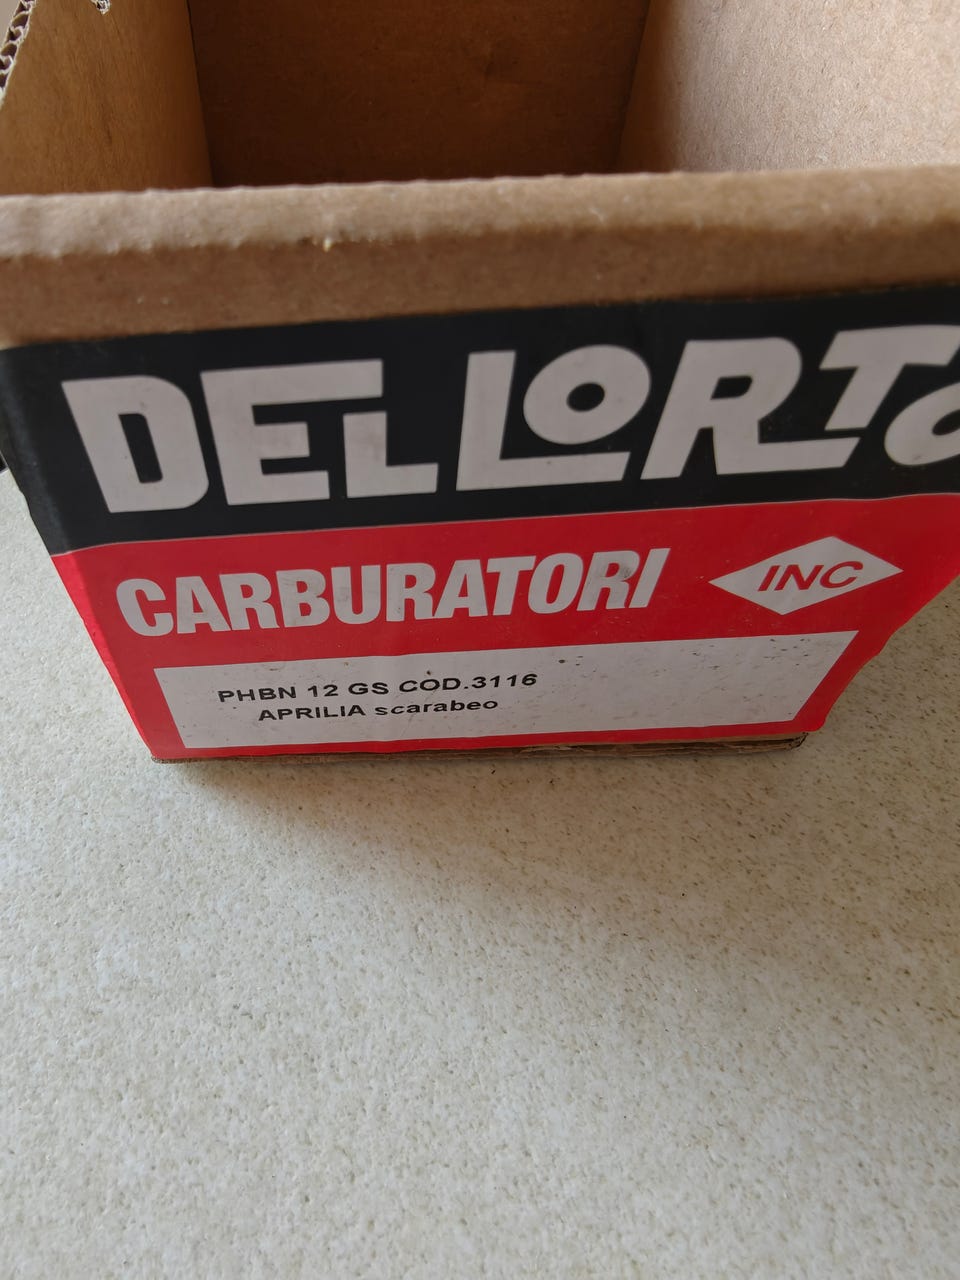 DELLORTO
CARBURATORI
INC
PHBN 12 GS COD.3116
APRILIA scarabeo